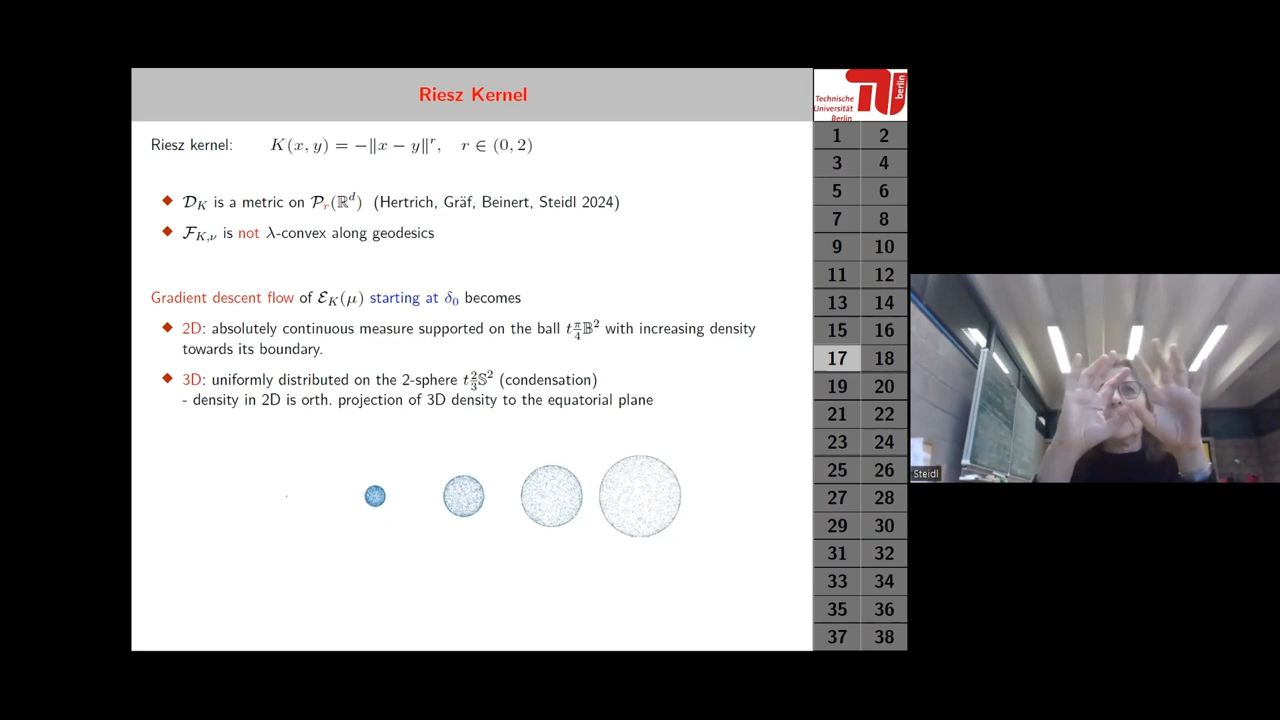 Riesz Kernel
Riesz kernel: K(x, y) = −‖x − y‖^r, r ∈ (0, 2)
◆ 𝒟_K is a metric on 𝒫_r(ℝ^d) (Hertrich, Gräf, Beinert, Steidl 2024)
◆ ℱ_{K,ν} is not λ-convex along geodesics
Gradient descent flow of ℰ_K(μ) starting at δ_0 becomes
◆ 2D: absolutely continuous measure supported on the ball t π/4 𝔹^2 with increasing density
towards its boundary.
◆ 3D: uniformly distributed on the 2-sphere t 2/3 𝕊^2 (condensation)
- density in 2D is orth. projection of 3D density to the equatorial plane
Technische
Universität
Berlin
berlin
1 2
3 4
5 6
7 8
9 10
11 12
13 14
15 16
17 18
19 20
21 22
23 24
25 26
27 28
29 30
31 32
33 34
35 36
37 38
Steidl